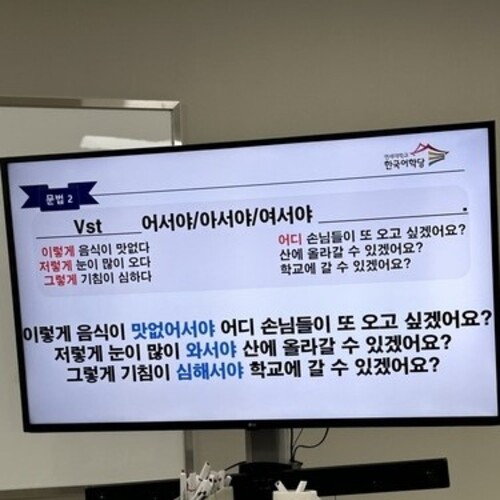 연세대학교
한국어학당
문법 2
Vst 어서야/아서야/여서야 .
이렇게 음식이 맛없다
저렇게 눈이 많이 오다
그렇게 기침이 심하다
어디 손님들이 또 오고 싶겠어요?
산에 올라갈 수 있겠어요?
학교에 갈 수 있겠어요?
이렇게 음식이 맛없어서야 어디 손님들이 또 오고 싶겠어요?
저렇게 눈이 많이 와서야 산에 올라갈 수 있겠어요?
그렇게 기침이 심해서야 학교에 갈 수 있겠어요?
LG